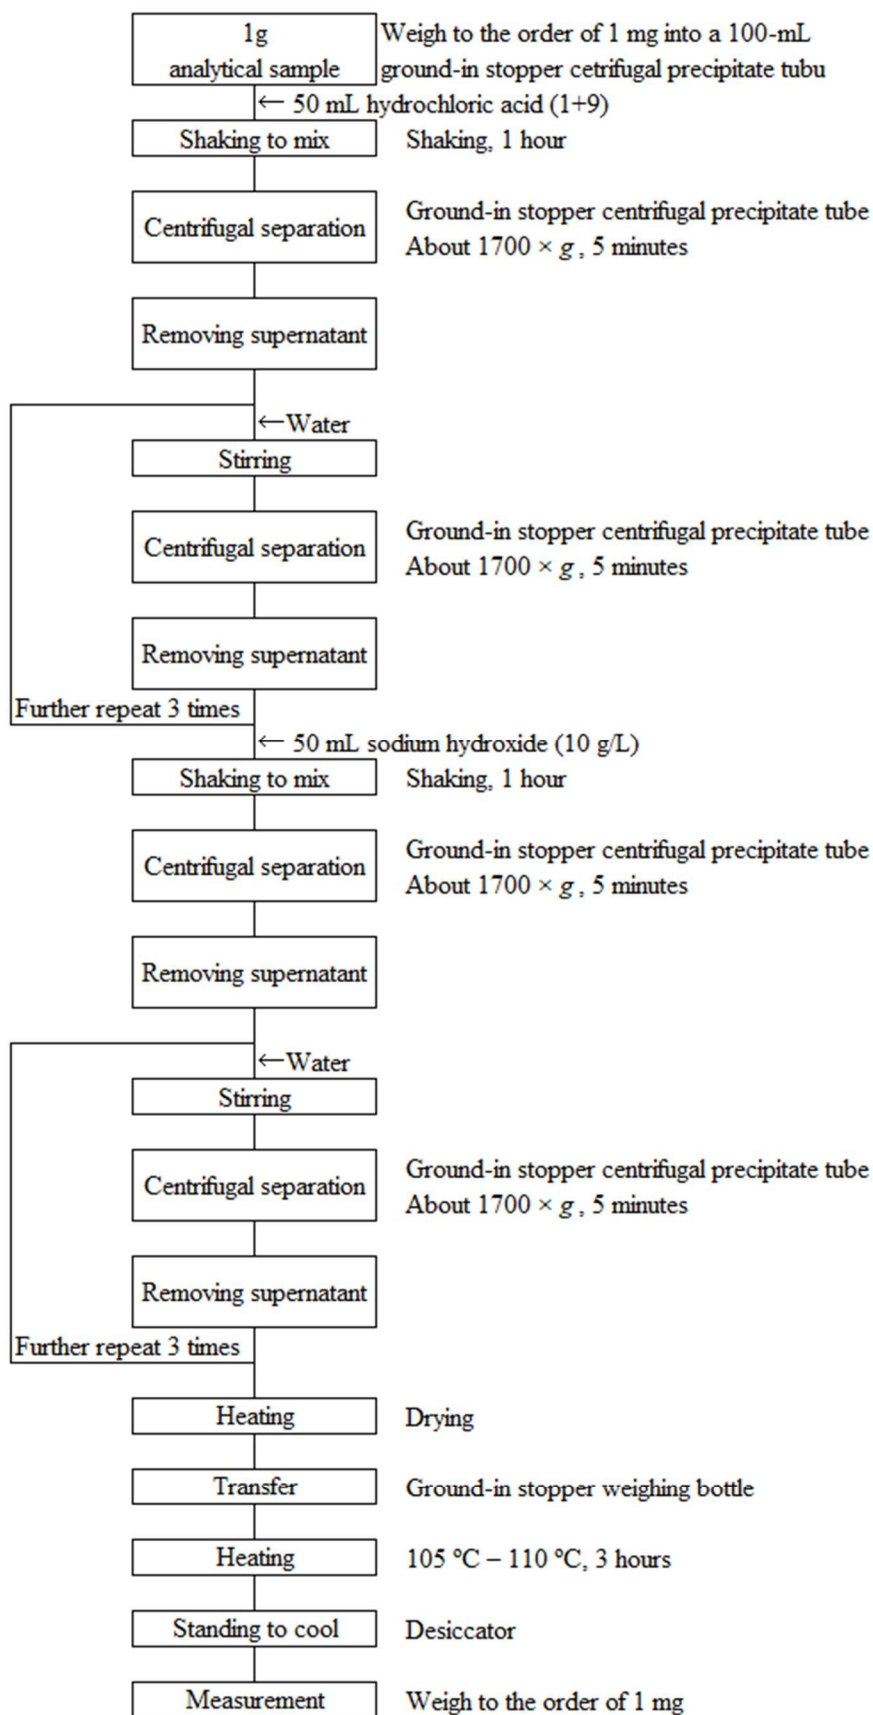 1g
analytical sample
Weigh to the order of 1 mg into a 100-mL
ground-in stopper cetrifugal precipitate tubu
← 50 mL hydrochloric acid (1+9)
Shaking to mix
Shaking, 1 hour
Centrifugal separation
Ground-in stopper centrifugal precipitate tube
About 1700 × g , 5 minutes
Removing supernatant
←Water
Stirring
Centrifugal separation
Ground-in stopper centrifugal precipitate tube
About 1700 × g , 5 minutes
Removing supernatant
Further repeat 3 times
← 50 mL sodium hydroxide (10 g/L)
Shaking to mix
Shaking, 1 hour
Centrifugal separation
Ground-in stopper centrifugal precipitate tube
About 1700 × g , 5 minutes
Removing supernatant
←Water
Stirring
Centrifugal separation
Ground-in stopper centrifugal precipitate tube
About 1700 × g , 5 minutes
Removing supernatant
Further repeat 3 times
Heating
Drying
Transfer
Ground-in stopper weighing bottle
Heating
105 ºC – 110 ºC, 3 hours
Standing to cool
Desiccator
Measurement
Weigh to the order of 1 mg